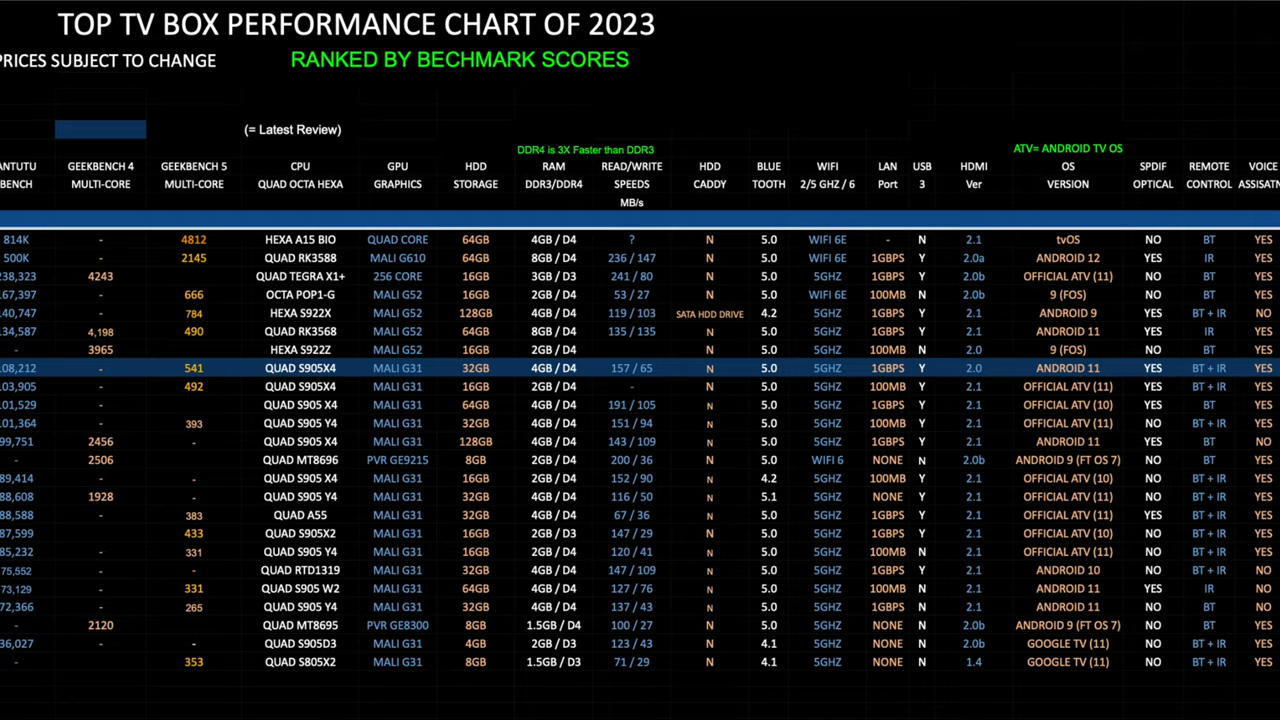 TOP TV BOX PERFORMANCE CHART OF 2023
PRICES SUBJECT TO CHANGE RANKED BY BECHMARK SCORES
(= Latest Review)
DDR4 is 3X Faster than DDR3 ATV= ANDROID TV OS
ANTUTU GEEKBENCH 4 GEEKBENCH 5 CPU GPU HDD RAM READ/WRITE HDD BLUE WIFI LAN USB HDMI OS SPDIF REMOTE VOICE
BENCH MULTI-CORE MULTI-CORE QUAD OCTA HEXA GRAPHICS STORAGE DDR3/DDR4 SPEEDS CADDY TOOTH 2/5 GHZ / 6 Port 3 Ver VERSION OPTICAL CONTROL ASSISATN
MB/s
814K - 4812 HEXA A15 BIO QUAD CORE 64GB 4GB / D4 ? N 5.0 WIFI 6E - N 2.1 tvOS NO BT YES
500K 2145 QUAD RK3588 MALI G610 64GB 8GB / D4 236 / 147 N 5.0 WIFI 6E 1GBPS Y 2.0a ANDROID 12 YES IR YES
238,323 4243 QUAD TEGRA X1+ 256 CORE 16GB 3GB / D3 241 / 80 N 5.0 5GHZ 1GBPS Y 2.0b OFFICIAL ATV (11) NO BT YES
167,397 - 666 OCTA POP1-G MALI G52 16GB 2GB / D4 53 / 27 N 5.0 WIFI 6E 100MB N 2.0b 9 (FOS) NO BT YES
140,747 - 784 HEXA S922X MALI G52 128GB 4GB / D4 119 / 103 SATA HDD DRIVE 4.2 5GHZ 1GBPS Y 2.1 ANDROID 9 YES BT + IR NO
134,587 4,198 490 QUAD RK3568 MALI G52 64GB 8GB / D4 135 / 135 N 5.0 5GHZ 1GBPS Y 2.1 ANDROID 11 YES IR YES
- 3965 HEXA S922Z MALI G52 16GB 2GB / D4 N 5.0 5GHZ 100MB N 2.0 9 (FOS) NO BT YES
108,212 - 541 QUAD S905X4 MALI G31 32GB 4GB / D4 157 / 65 N 5.0 5GHZ 1GBPS Y 2.0 ANDROID 11 YES BT + IR YES
103,905 - 492 QUAD S905X4 MALI G31 16GB 2GB / D4 - N 5.0 5GHZ 100MB Y 2.1 OFFICIAL ATV (11) NO BT + IR YES
101,529 - QUAD S905 X4 MALI G31 64GB 4GB / D4 191 / 105 N 5.0 5GHZ 1GBPS Y 2.1 OFFICIAL ATV (10) YES BT YES
101,364 - 393 QUAD S905 Y4 MALI G31 32GB 4GB / D4 151 / 94 N 5.0 5GHZ 100MB Y 2.1 OFFICIAL ATV (11) NO BT + IR YES
99,751 2456 - QUAD S905 X4 MALI G31 128GB 4GB / D4 143 / 109 N 5.0 5GHZ 1GBPS Y 2.1 ANDROID 11 YES BT NO
- 2506 QUAD MT8696 PVR GE9215 8GB 2GB / D4 200 / 36 N 5.0 WIFI 6 NONE N 2.0b ANDROID 9 (FT OS 7) NO BT YES
89,414 - - QUAD S905 X4 MALI G31 16GB 2GB / D4 152 / 90 N 4.2 5GHZ 100MB Y 2.1 OFFICIAL ATV (10) NO BT + IR YES
88,608 1928 - QUAD S905 Y4 MALI G31 32GB 4GB / D4 116 / 50 N 5.1 5GHZ NONE Y 2.1 OFFICIAL ATV (11) NO BT + IR YES
88,588 - 383 QUAD A55 MALI G31 32GB 4GB / D4 67 / 36 N 5.0 5GHZ 1GBPS Y 2.1 OFFICIAL ATV (11) YES BT + IR YES
87,599 433 QUAD S905X2 MALI G31 16GB 2GB / D3 147 / 29 N 5.0 5GHZ 100MB Y 2.1 OFFICIAL ATV (10) NO BT + IR YES
85,232 - 331 QUAD S905 Y4 MALI G31 16GB 2GB / D4 120 / 41 N 5.0 5GHZ 100MB N 2.1 OFFICIAL ATV (11) NO BT + IR YES
75,552 - QUAD RTD1319 MALI G31 32GB 4GB / D4 147 / 109 N 5.0 5GHZ 1GBPS Y 2.1 ANDROID 10 NO BT + IR NO
73,129 - 331 QUAD S905 W2 MALI G31 64GB 4GB / D4 127 / 76 N 5.0 5GHZ 100MB N 2.1 ANDROID 11 YES IR NO
72,366 - 265 QUAD S905 Y4 MALI G31 32GB 4GB / D4 137 / 43 N 5.0 5GHZ 1GBPS N 2.1 ANDROID 11 NO BT NO
- 2120 QUAD MT8695 PVR GE8300 8GB 1.5GB / D4 100 / 27 N 5.0 5GHZ NONE N 2.0b ANDROID 9 (FT OS 7) NO BT YES
36,027 - - QUAD S905D3 MALI G31 4GB 2GB / D3 123 / 43 N 4.1 5GHZ NONE N 2.0b GOOGLE TV (11) NO BT + IR YES
- 353 QUAD S805X2 MALI G31 8GB 1.5GB / D3 71 / 29 N 4.1 5GHZ NONE N 1.4 GOOGLE TV (11) NO BT + IR YES